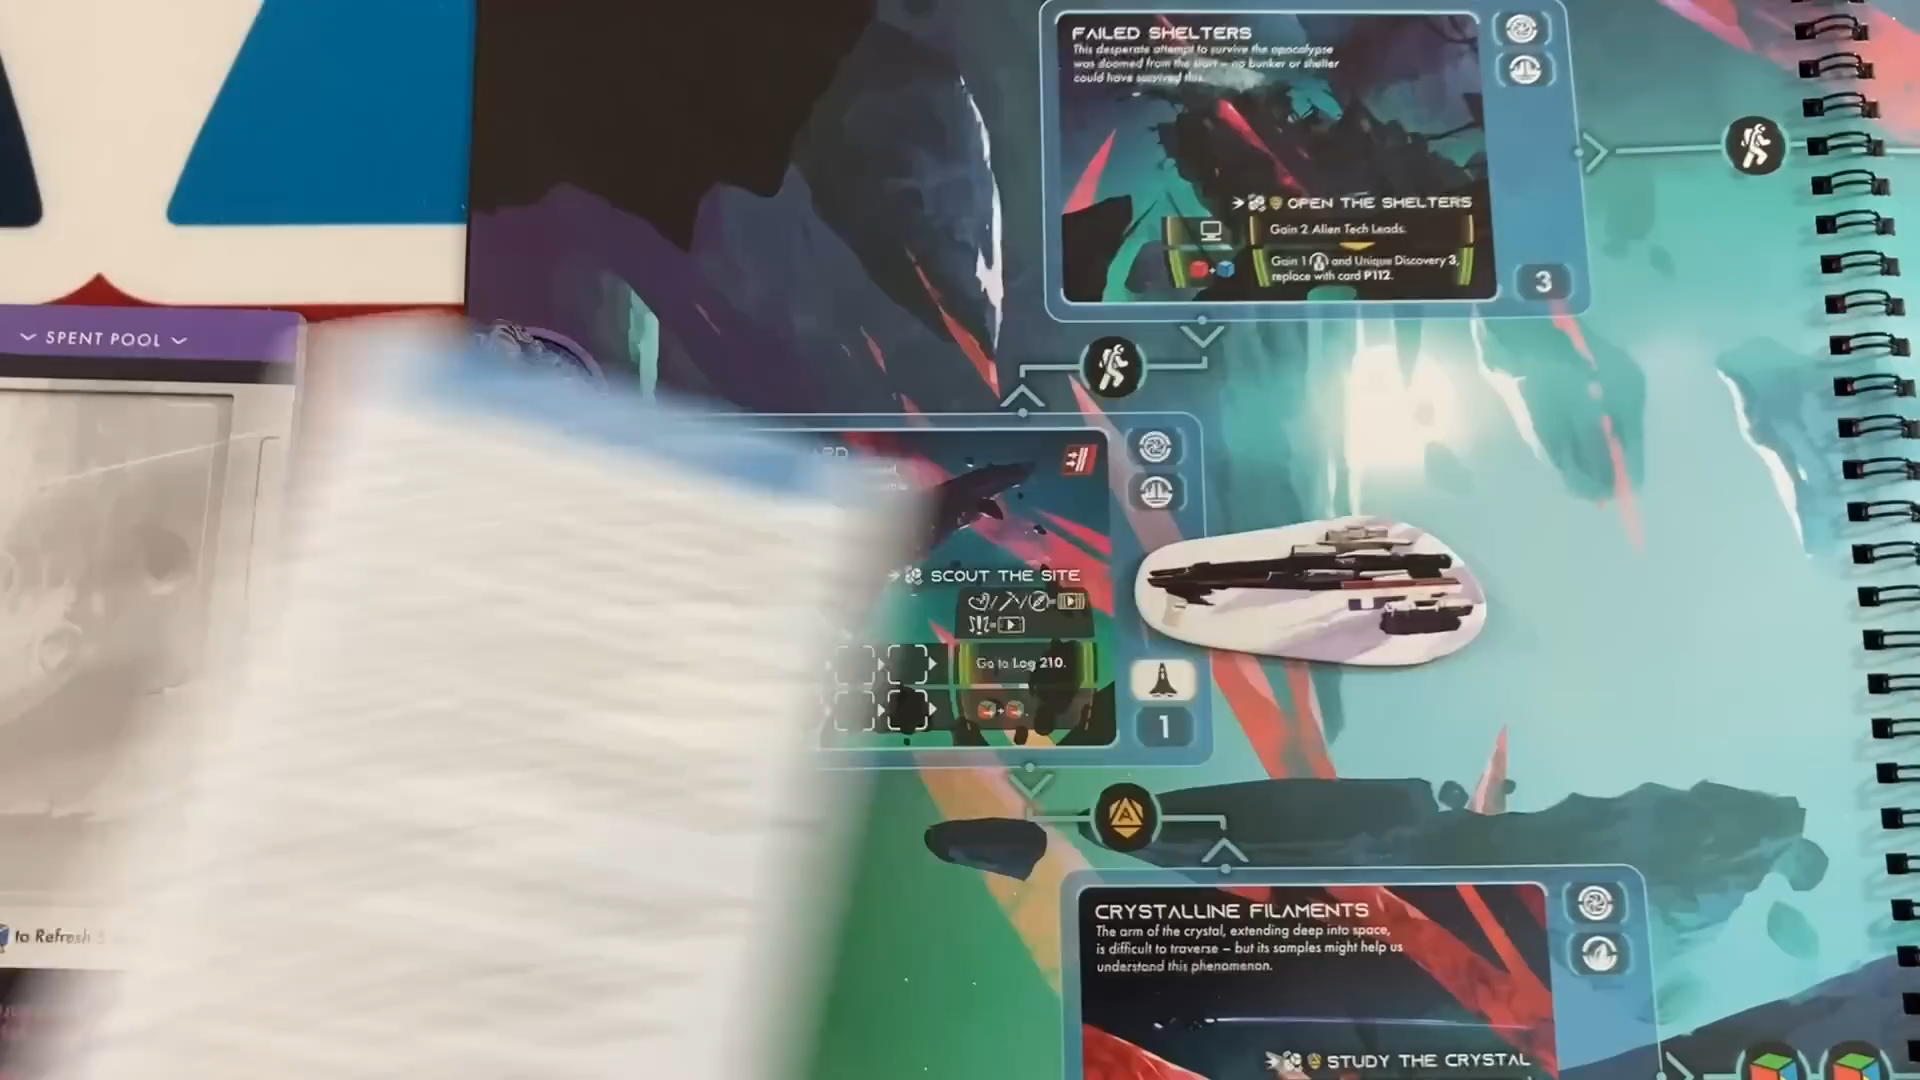 FAILED SHELTERS
This desperate attempt to survive the apocalypse
was doomed from the start – no bunker or shelter
could have survived this.
OPEN THE SHELTERS
Gain 2 Alien Tech Leads.
Gain 1 and Unique Discovery 3,
replace with card P112.
3
SPENT POOL
SCOUT THE SITE
Go to Log 210.
1
to Refresh
A
CRYSTALLINE FILAMENTS
The arm of the crystal, extending deep into space,
is difficult to traverse – but its samples might help us
understand this phenomenon.
STUDY THE CRYSTAL